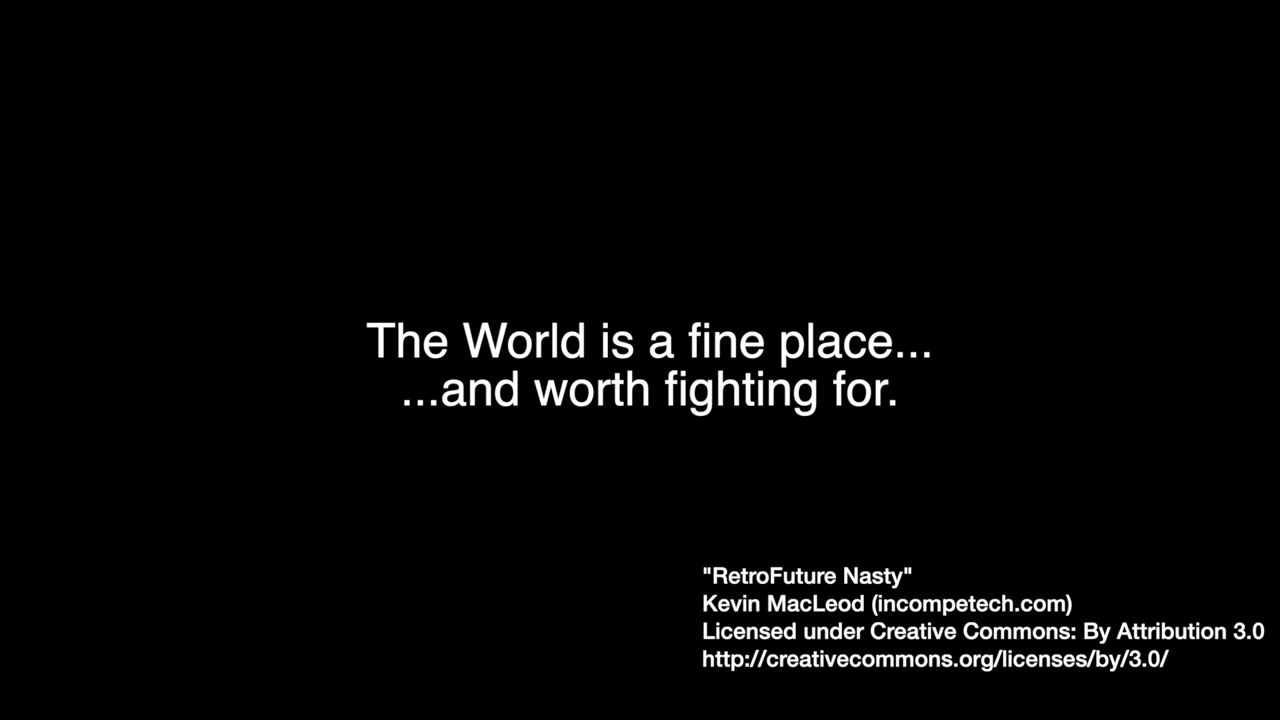 The World is a fine place...
...and worth fighting for.
"RetroFuture Nasty"
Kevin MacLeod (incompetech.com)
Licensed under Creative Commons: By Attribution 3.0
http://creativecommons.org/licenses/by/3.0/